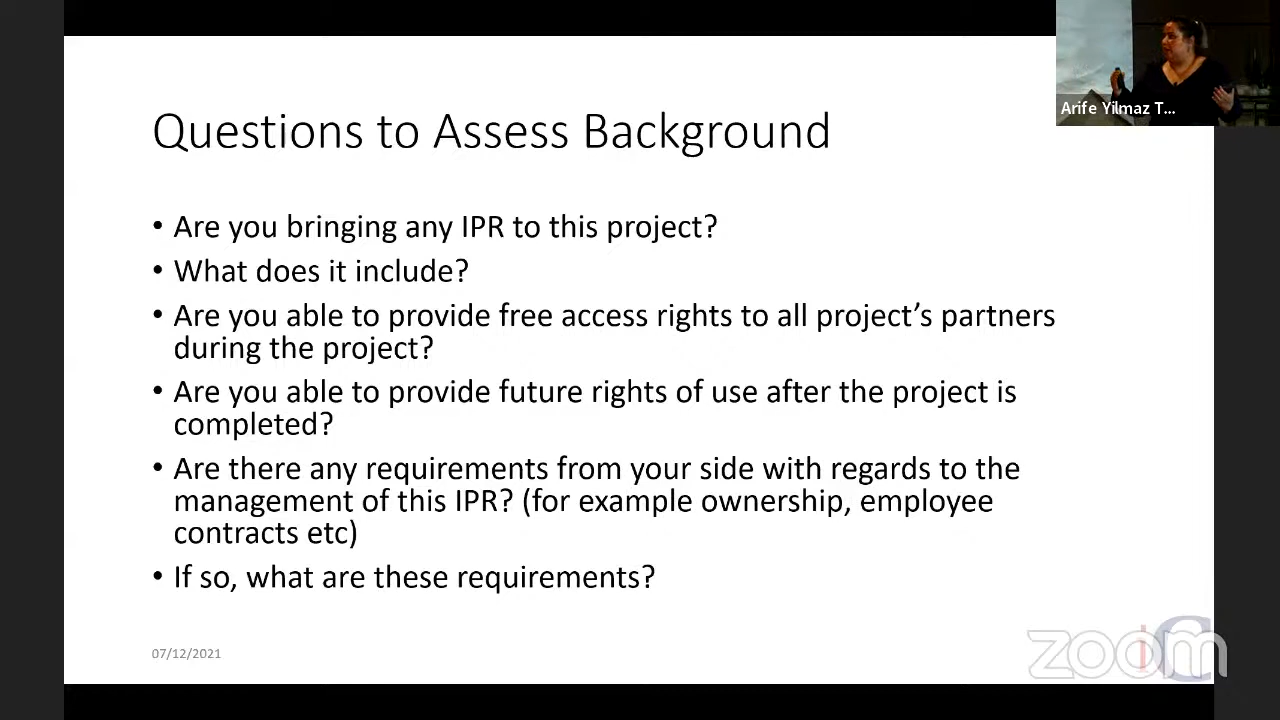 Arife Yilmaz T...
Questions to Assess Background
• Are you bringing any IPR to this project?
• What does it include?
• Are you able to provide free access rights to all project’s partners
during the project?
• Are you able to provide future rights of use after the project is
completed?
• Are there any requirements from your side with regards to the
management of this IPR? (for example ownership, employee
contracts etc)
• If so, what are these requirements?
07/12/2021
zoom